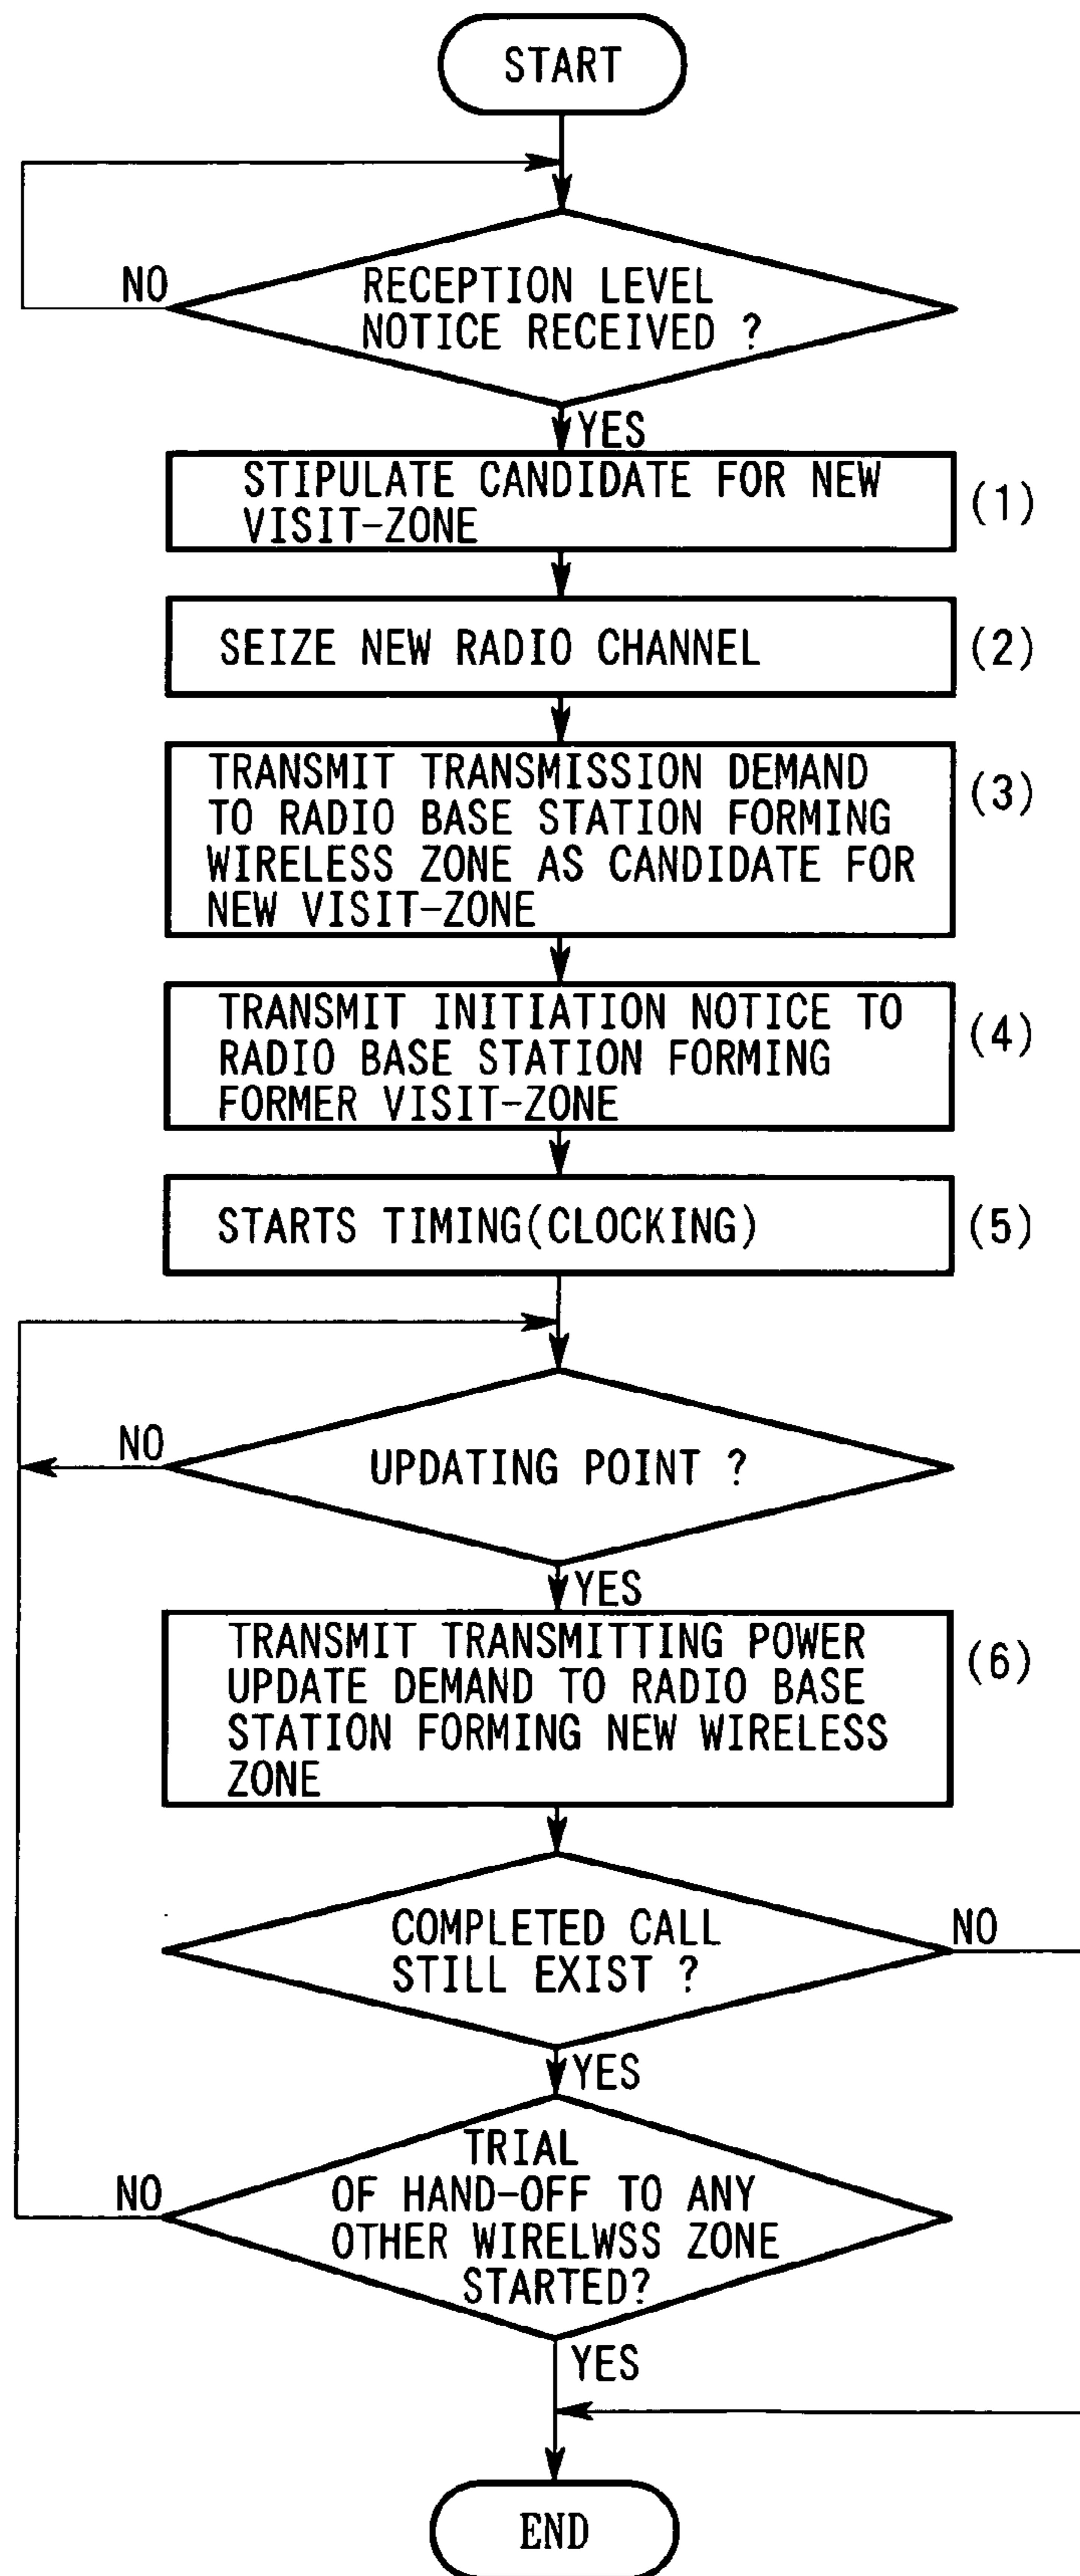 START
NO
RECEPTION LEVEL
NOTICE RECEIVED ?
YES
STIPULATE CANDIDATE FOR NEW
VISIT-ZONE
(1)
SEIZE NEW RADIO CHANNEL
(2)
TRANSMIT TRANSMISSION DEMAND
TO RADIO BASE STATION FORMING
WIRELESS ZONE AS CANDIDATE FOR
NEW VISIT-ZONE
(3)
TRANSMIT INITIATION NOTICE TO
RADIO BASE STATION FORMING
FORMER VISIT-ZONE
(4)
STARTS TIMING(CLOCKING)
(5)
NO
UPDATING POINT ?
YES
TRANSMIT TRANSMITTING POWER
UPDATE DEMAND TO RADIO BASE
STATION FORMING NEW WIRELESS
ZONE
(6)
COMPLETED CALL
STILL EXIST ?
NO
YES
TRIAL
OF HAND-OFF TO ANY
OTHER WIRELWSS ZONE
STARTED?
NO
YES
END